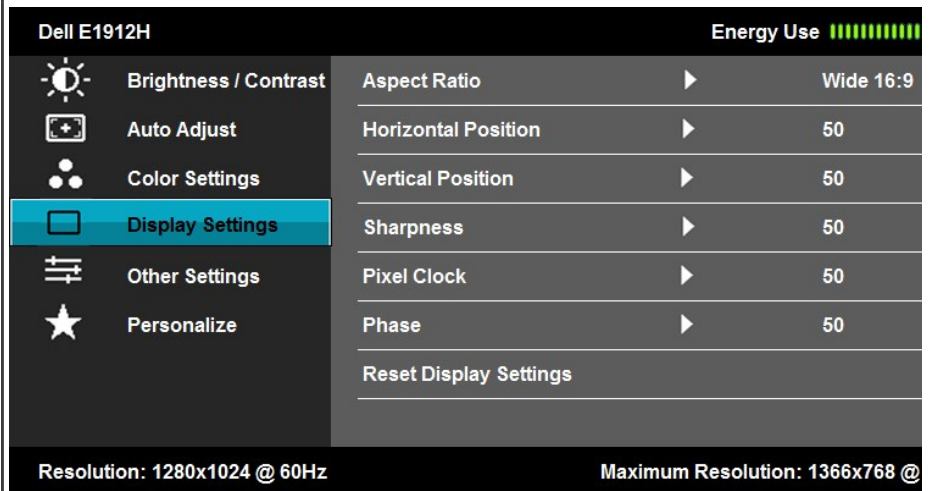 Dell E1912H Energy Use
Brightness / Contrast Aspect Ratio Wide 16:9
Auto Adjust Horizontal Position 50
Color Settings Vertical Position 50
Display Settings Sharpness 50
Other Settings Pixel Clock 50
Personalize Phase 50
Reset Display Settings
Resolution: 1280x1024 @ 60Hz Maximum Resolution: 1366x768 @